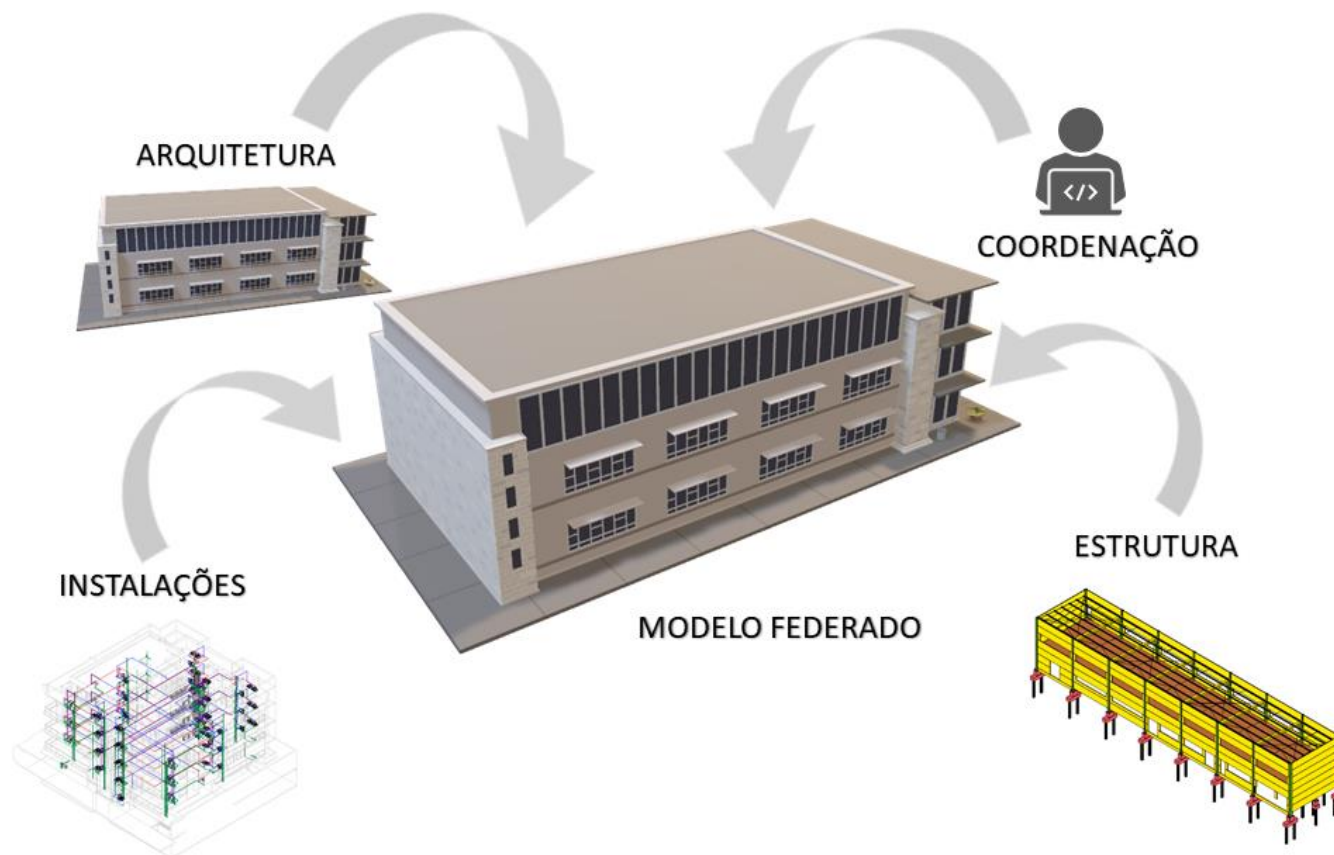 ARQUITETURA
</>
COORDENAÇÃO
INSTALAÇÕES
ESTRUTURA
MODELO FEDERADO